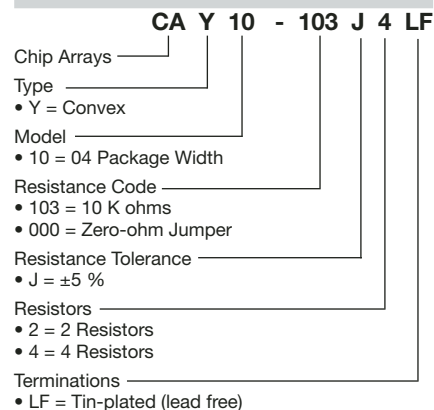 CA Y 10 - 103 J 4 LF
Chip Arrays
Type
• Y = Convex
Model
• 10 = 04 Package Width
Resistance Code
• 103 = 10 K ohms
• 000 = Zero-ohm Jumper
Resistance Tolerance
• J = ±5 %
Resistors
• 2 = 2 Resistors
• 4 = 4 Resistors
Terminations
• LF = Tin-plated (lead free)